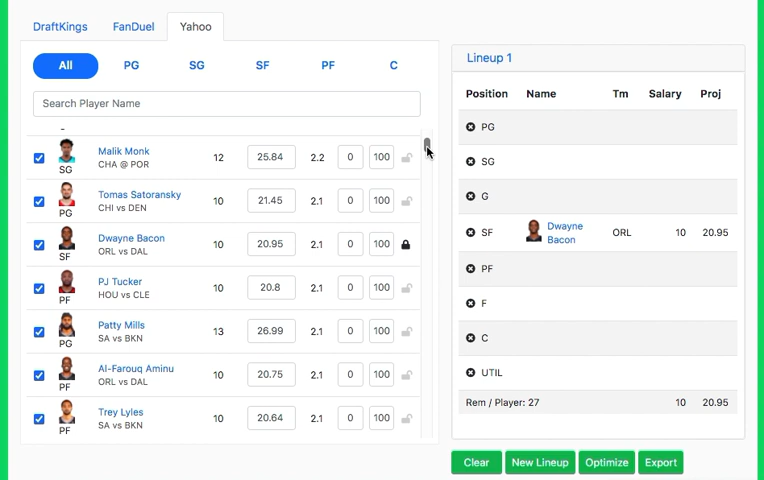 DraftKings FanDuel Yahoo
All PG SG SF PF C
Search Player Name
Malik Monk
SG CHA @ POR 12 25.84 2.2 0 100
Tomas Satoransky
PG CHI vs DEN 10 21.45 2.1 0 100
Dwayne Bacon
SF ORL vs DAL 10 20.95 2.1 0 100
PJ Tucker
PF HOU vs CLE 10 20.8 2.1 0 100
Patty Mills
PG SA vs BKN 13 26.99 2.1 0 100
Al-Farouq Aminu
PF ORL vs DAL 10 20.75 2.1 0 100
Trey Lyles
PF SA vs BKN 10 20.64 2.1 0 100
Lineup 1
Position Name Tm Salary Proj
PG
SG
G
SF Dwayne Bacon ORL 10 20.95
PF
F
C
UTIL
Rem / Player: 27 10 20.95
Clear New Lineup Optimize Export